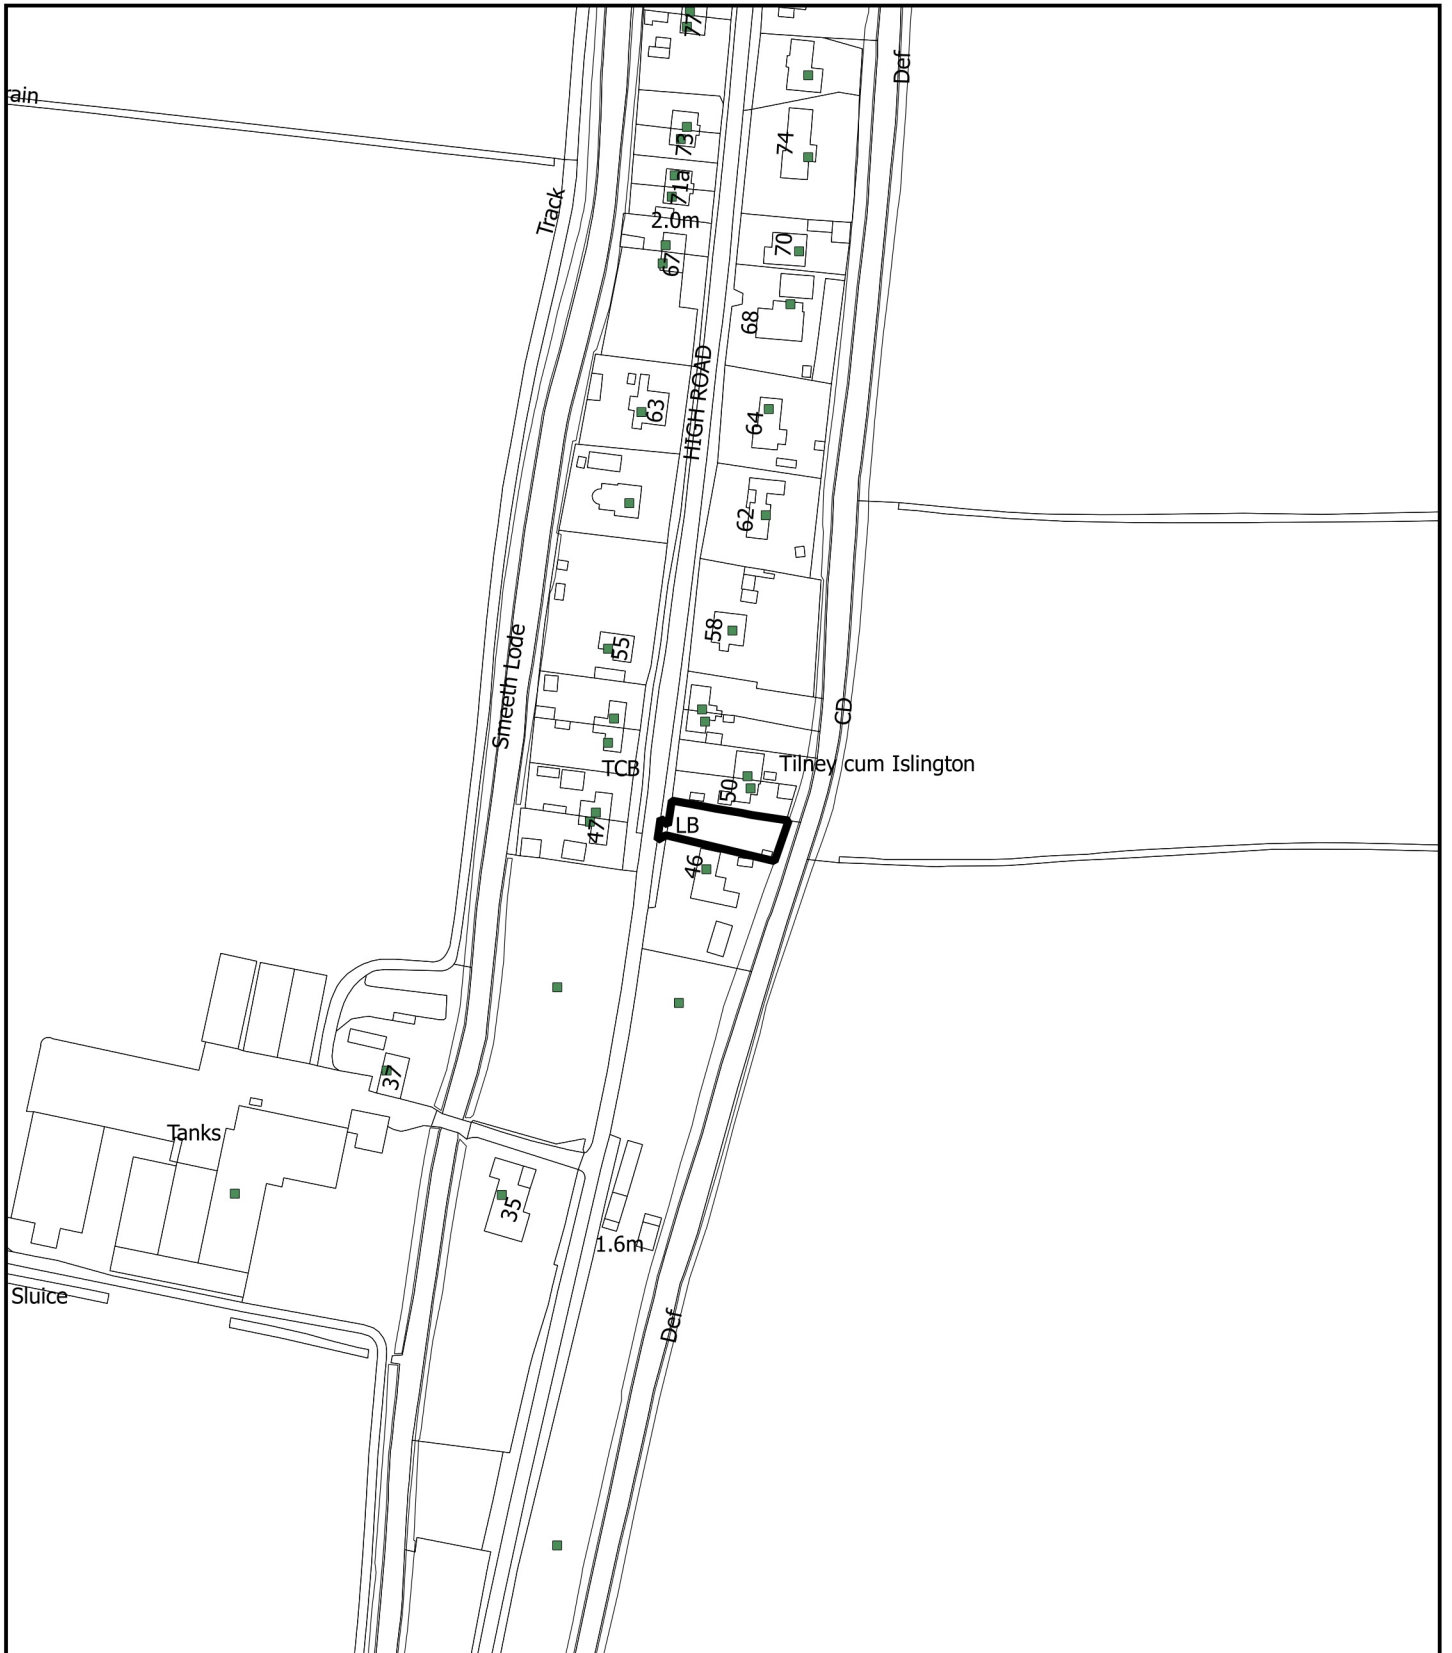 77
Def
rain
74
73
71a
Track
2.0m
70
67
68
HIGH ROAD
63
64
62
58
55
Smeeth Lode
CD
Tilney cum Islington
TCB
50
47
LB
46
37
Tanks
35
1.6m
Sluice
Def